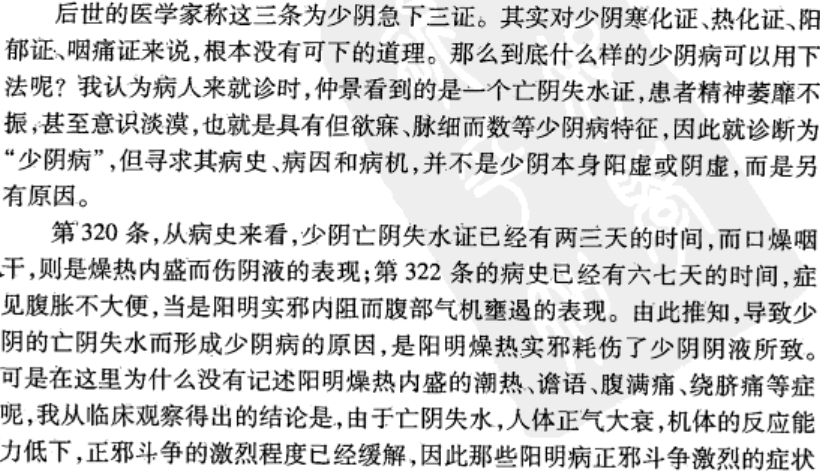 后世的医学家称这三条为少阴急下三证。其实对少阴寒化证、热化证、阳
郁证、咽痛证来说,根本没有可下的道理。那么到底什么样的少阴病可以用下
法呢?我认为病人来就诊时,仲景看到的是一个亡阴失水证,患者精神萎靡不
振,甚至意识淡漠,也就是具有但欲寐、脉细而数等少阴病特征,因此就诊断为
“少阴病”,但寻求其病史、病因和病机,并不是少阴本身阳虚或阴虚,而是另
有原因。
第320条,从病史来看,少阴亡阴失水证已经有两三天的时间,而口燥咽
干,则是燥热内盛而伤阴液的表现;第322条的病史已经有六七天的时间,症
见腹胀不大便,当是阳明实邪内阻而腹部气机壅遏的表现。由此推知,导致少
阴的亡阴失水而形成少阴病的原因,是阳明燥热实邪耗伤了少阴阴液所致。
可是在这里为什么没有记述阳明燥热内盛的潮热、谵语、腹满痛、绕脐痛等症
呢,我从临床观察得出的结论是,由于亡阴失水,人体正气大衰,机体的反应能
力低下,正邪斗争的激烈程度已经缓解,因此那些阳明病正邪斗争激烈的症状